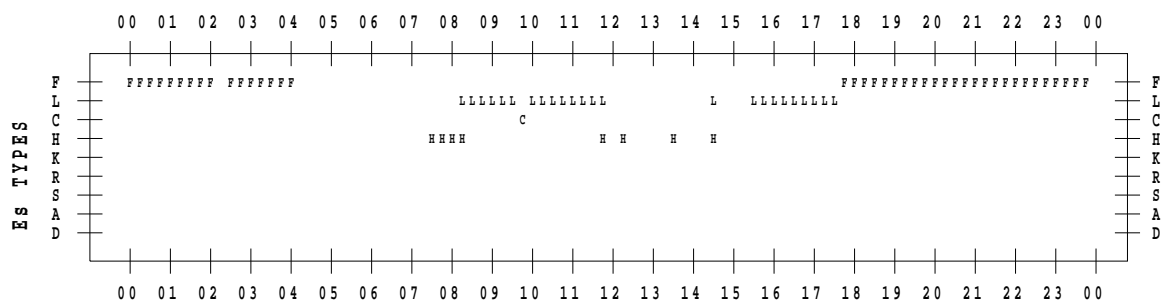 00 01 02 03 04 05 06 07 08 09 10 11 12 13 14 15 16 17 18 19 20 21 22 23 00
Es TYPES
F FFFFFFFFF FFFFFFF FFFFFFFFFFFFFFFFFFFFFFFFF F
L LLLLLL LLLLLLLL L LLLLLLLLL L
C C C
H HHHH H H H H H
K K
R R
S S
A A
D D
00 01 02 03 04 05 06 07 08 09 10 11 12 13 14 15 16 17 18 19 20 21 22 23 00